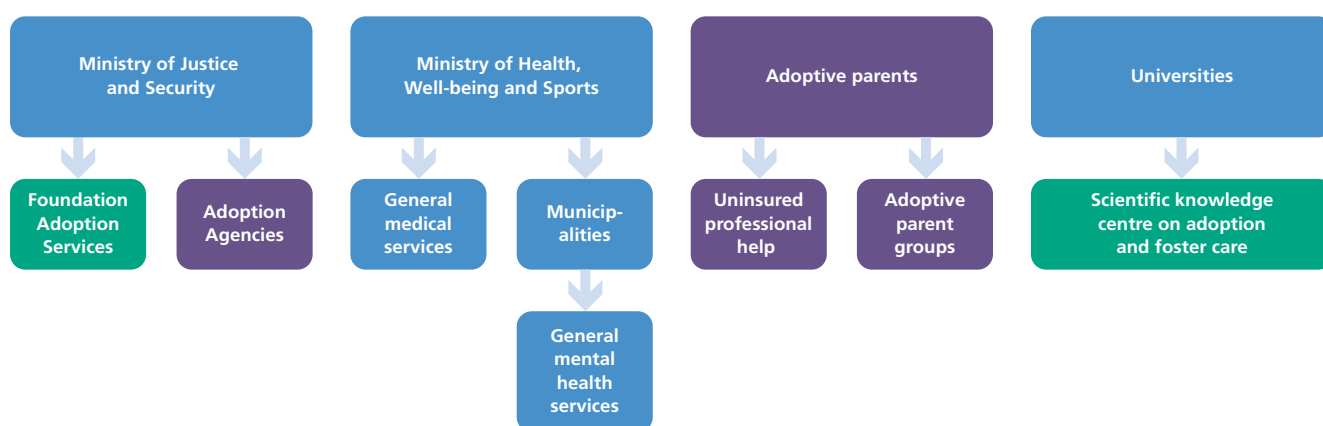 Ministry of Justice
and Security
Ministry of Health,
Well-being and Sports
Adoptive parents
Universities
Foundation
Adoption
Services
Adoption
Agencies
General
medical
services
Municip-
alities
Uninsured
professional
help
Adoptive
parent
groups
Scientific knowledge
centre on adoption
and foster care
General
mental
health
services